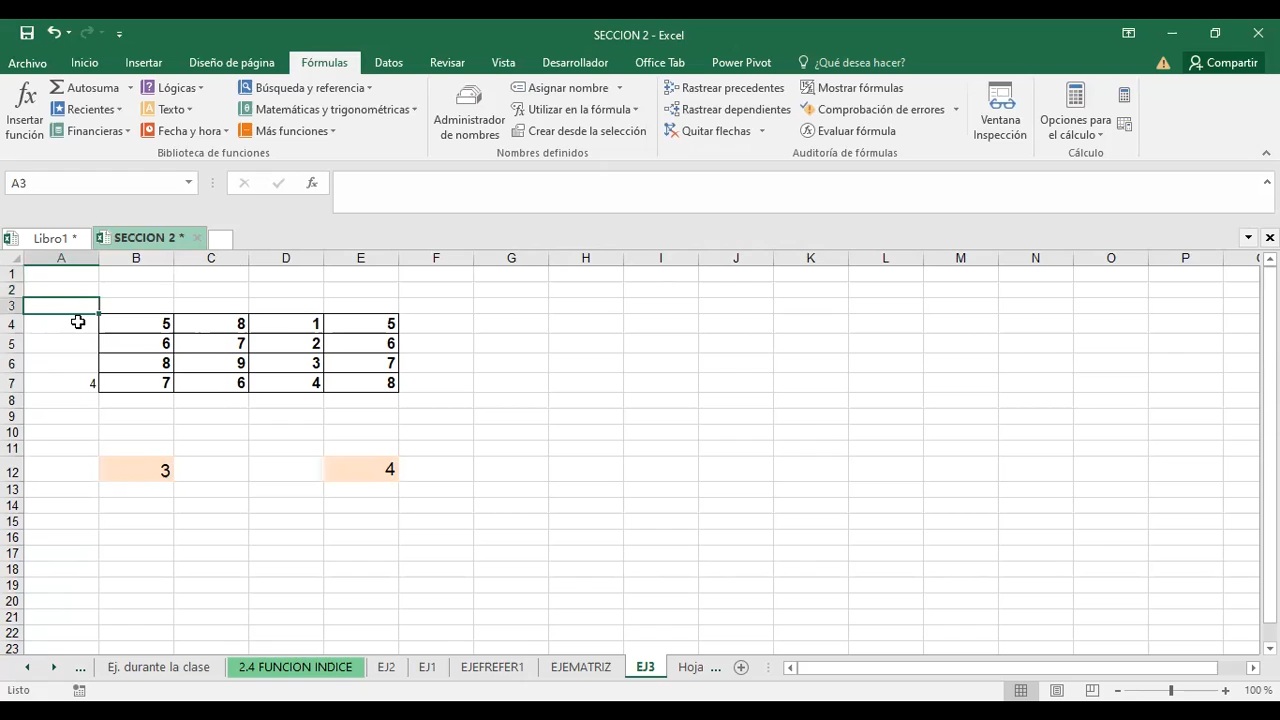 SECCION 2 - Excel
Archivo Inicio Insertar Diseño de página Fórmulas Datos Revisar Vista Desarrollador Office Tab Power Pivot ¿Qué desea hacer? Compartir
Insertar función
Autosuma
Recientes
Financieras
Lógicas
Texto
Fecha y hora
Búsqueda y referencia
Matemáticas y trigonométricas
Más funciones
Biblioteca de funciones
Administrador de nombres
Asignar nombre
Utilizar en la fórmula
Crear desde la selección
Nombres definidos
Rastrear precedentes
Rastrear dependientes
Quitar flechas
Mostrar fórmulas
Comprobación de errores
Evaluar fórmula
Auditoría de fórmulas
Ventana Inspección
Opciones para el cálculo
Cálculo
A3 fx
Libro1 * SECCION 2 *
A B C D E F G H I J K L M N O P
1
2
3
4 5 8 1 5
5 6 7 2 6
6 8 9 3 7
7 4 7 6 4 8
8
9
10
11
12 3 4
13
14
15
16
17
18
19
20
21
22
23
... Ej. durante la clase 2.4 FUNCION INDICE EJ2 EJ1 EJEFREFER1 EJEMATRIZ EJ3 Hoja ...
Listo 100 %